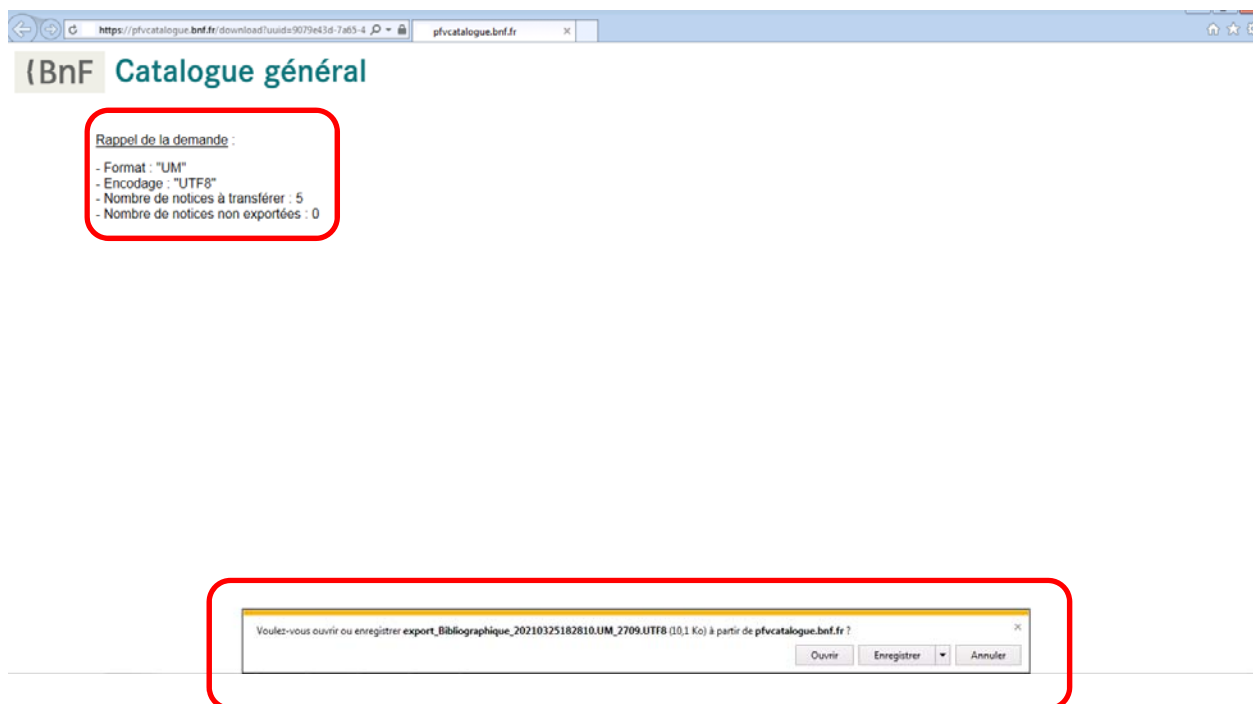 https://pfvcatalogue.bnf.fr/download?uuid=9079e43d-7a65-4
pfvcatalogue.bnf.fr
{BnF Catalogue général
Rappel de la demande :
- Format : "UM"
- Encodage : "UTF8"
- Nombre de notices à transférer : 5
- Nombre de notices non exportées : 0
Voulez-vous ouvrir ou enregistrer export_Bibliographique_20210325182810.UM_2709.UTF8 (10,1 Ko) à partir de pfvcatalogue.bnf.fr ?
Ouvrir Enregistrer Annuler